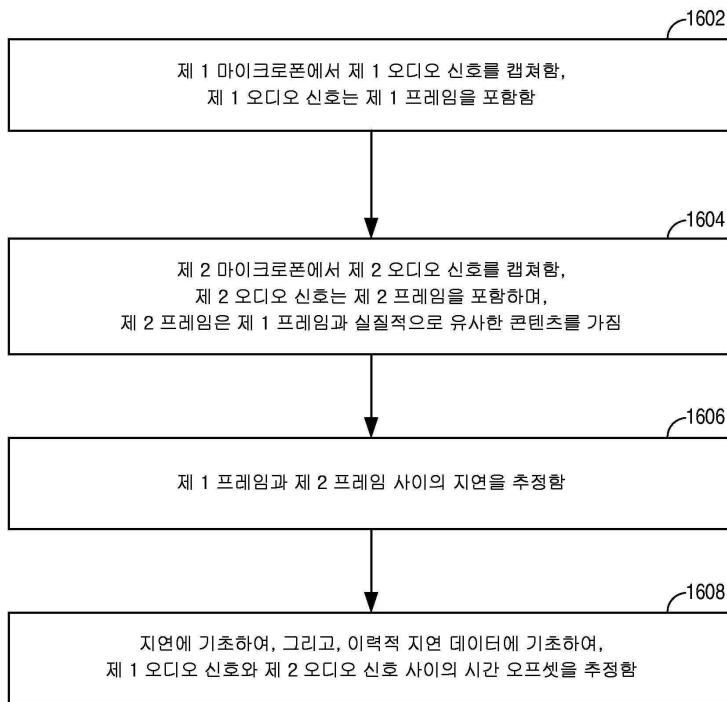 1602
제 1 마이크로폰에서 제 1 오디오 신호를 캡쳐함,
제 1 오디오 신호는 제 1 프레임을 포함함
1604
제 2 마이크로폰에서 제 2 오디오 신호를 캡쳐함,
제 2 오디오 신호는 제 2 프레임을 포함하며,
제 2 프레임은 제 1 프레임과 실질적으로 유사한 콘텐츠를 가짐
1606
제 1 프레임과 제 2 프레임 사이의 지연을 추정함
1608
지연에 기초하여, 그리고, 이력적 지연 데이터에 기초하여,
제 1 오디오 신호와 제 2 오디오 신호 사이의 시간 오프셋을 추정함